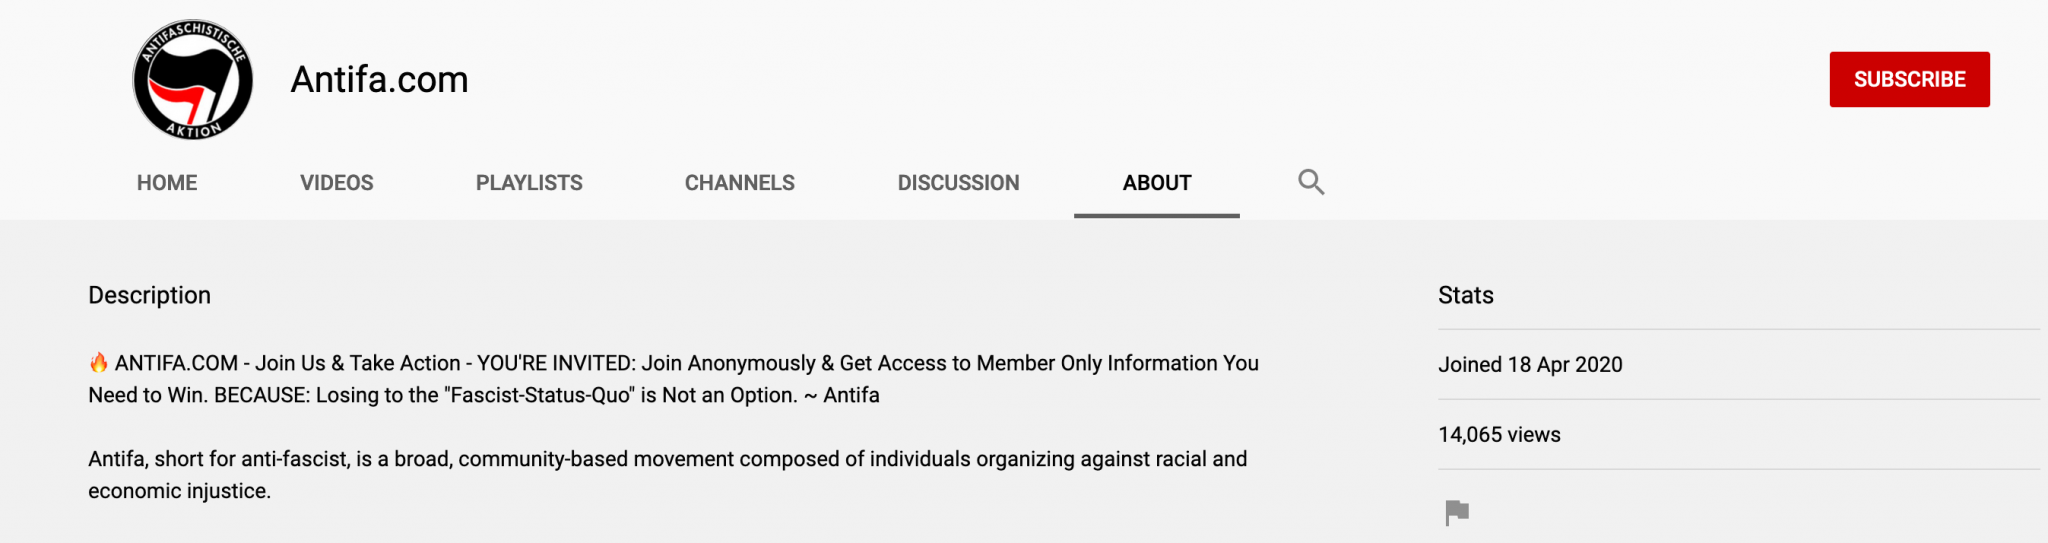 ANTIFASCHISTISCHE
AKTION
Antifa.com
SUBSCRIBE
HOME VIDEOS PLAYLISTS CHANNELS DISCUSSION ABOUT
Description
🔥 ANTIFA.COM - Join Us & Take Action - YOU'RE INVITED: Join Anonymously & Get Access to Member Only Information You
Need to Win. BECAUSE: Losing to the "Fascist-Status-Quo" is Not an Option. ~ Antifa
Antifa, short for anti-fascist, is a broad, community-based movement composed of individuals organizing against racial and
economic injustice.
Stats
Joined 18 Apr 2020
14,065 views